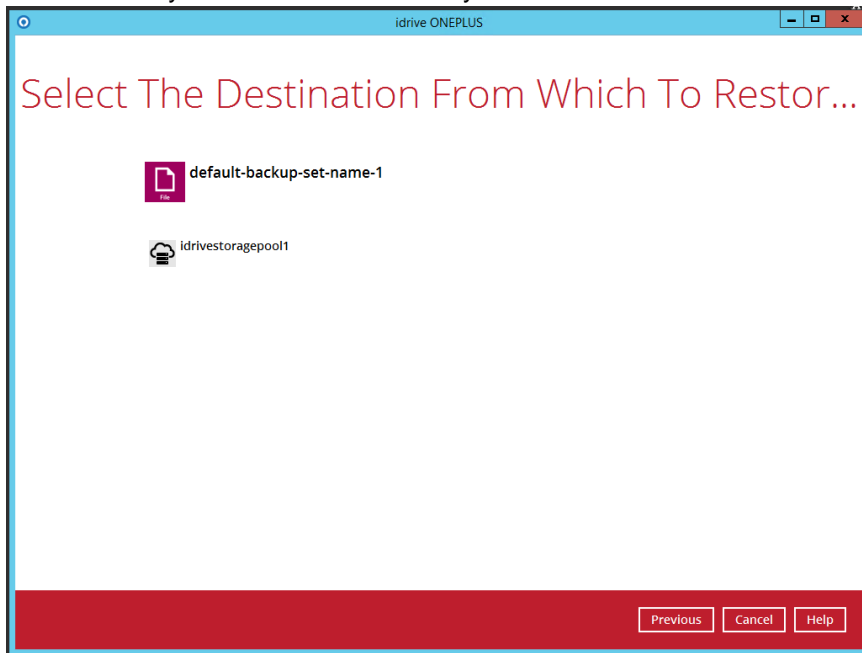 idrive ONEPLUS
Select The Destination From Which To Restor...
default-backup-set-name-1
File
idrivestoragepool1
Previous Cancel Help